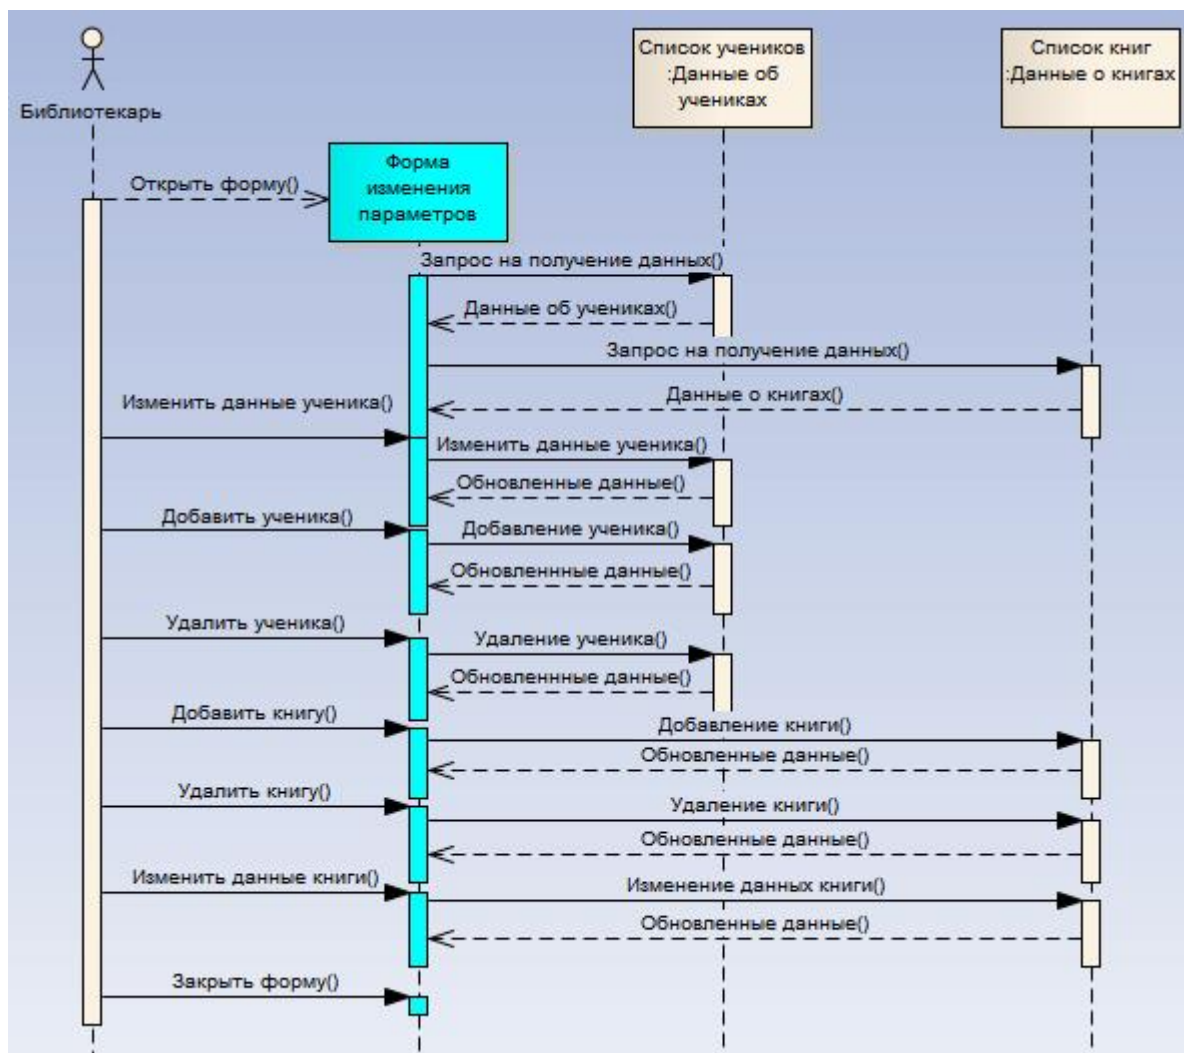 Список учеников
:Данные об
учениках
Список книг
:Данные о книгах
Библиотекарь
Форма
изменения
параметров
Открыть форму()
Запрос на получение данных()
Данные об учениках()
Запрос на получение данных()
Данные о книгах()
Изменить данные ученика()
Изменить данные ученика()
Обновленные данные()
Добавить ученика()
Добавление ученика()
Обновленнные данные()
Удалить ученика()
Удаление ученика()
Обновленнные данные()
Добавить книгу()
Добавление книги()
Обновленные данные()
Удалить книгу()
Удаление книги()
Обновленные данные()
Изменить данные книги()
Изменение данных книги()
Обновленные данные()
Закрыть форму()